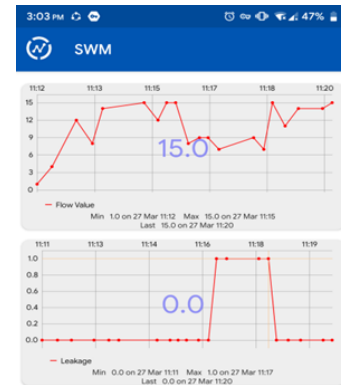 3:03 PM 47%
SWM
11:12 11:13 11:15 11:17 11:18 11:20
15
12
9
6
3
0
15.0
Flow Value
Min 1.0 on 27 Mar 11:12 Max 15.0 on 27 Mar 11:15
Last 15.0 on 27 Mar 11:20
11:11 11:13 11:14 11:16 11:18 11:19
1.0
0.8
0.6
0.4
0.2
0.0
0.0
Leakage
Min 0.0 on 27 Mar 11:11 Max 1.0 on 27 Mar 11:17
Last 0.0 on 27 Mar 11:20